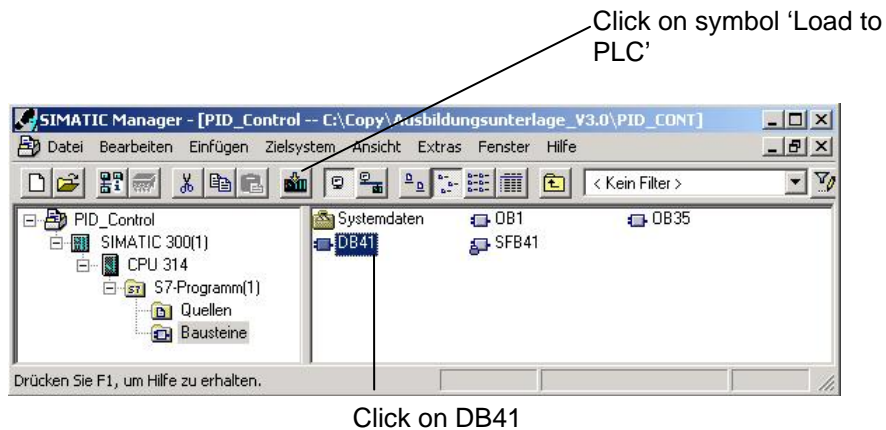 Click on symbol ‘Load to
PLC’
SIMATIC Manager - [PID_Control -- C:\Copy\Ausbildungsunterlage_V3.0\PID_CONT]
Datei Bearbeiten Einfügen Zielsystem Ansicht Extras Fenster Hilfe
< Kein Filter >
PID_Control
SIMATIC 300(1)
CPU 314
S7-Programm(1)
Quellen
Bausteine
Systemdaten OB1 OB35
DB41 SFB41
Drücken Sie F1, um Hilfe zu erhalten.
Click on DB41